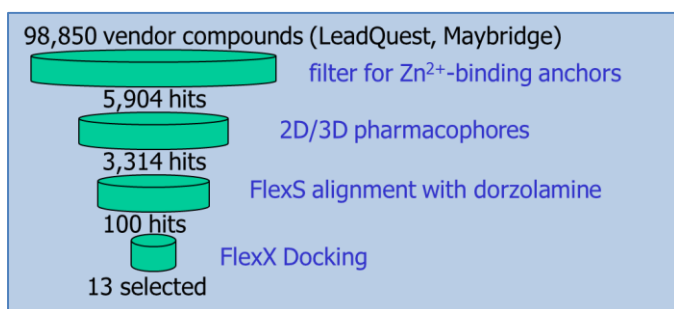 98,850 vendor compounds (LeadQuest, Maybridge)
filter for Zn²⁺-binding anchors
5,904 hits
2D/3D pharmacophores
3,314 hits
FlexS alignment with dorzolamine
100 hits
FlexX Docking
13 selected